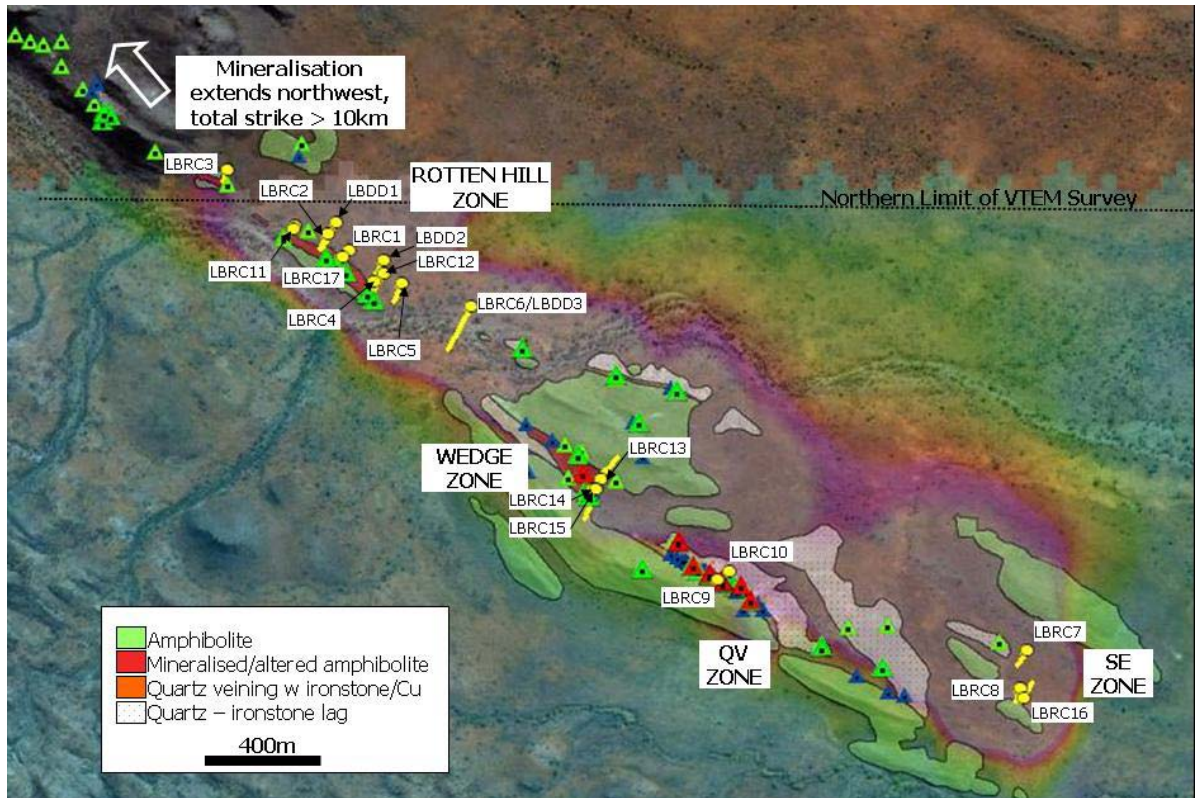 Mineralisation
extends northwest,
total strike > 10km
LBRC3
LBRC2
LBDD1
ROTTEN HILL
ZONE
Northern Limit of VTEM Survey
LBRC1
LBDD2
LBRC11
LBRC17
LBRC12
LBRC4
LBRC5
LBRC6/LBDD3
WEDGE
ZONE
LBRC13
LBRC14
LBRC15
LBRC10
LBRC9
QV
ZONE
LBRC7
SE
ZONE
LBRC8
LBRC16
Amphibolite
Mineralised/altered amphibolite
Quartz veining w ironstone/Cu
Quartz – ironstone lag
400m